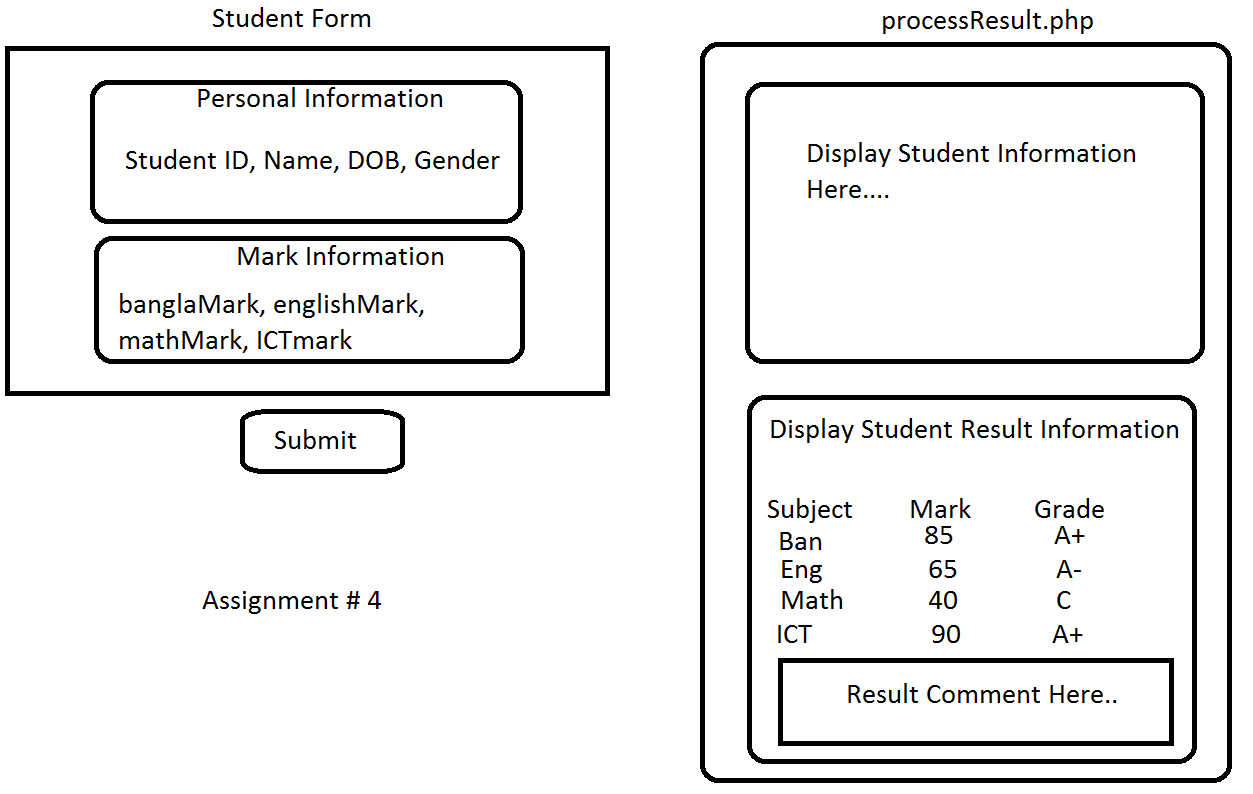 Student Form
Personal Information
Student ID, Name, DOB, Gender
Mark Information
banglaMark, englishMark,
mathMark, ICTmark
Submit
Assignment # 4
processResult.php
Display Student Information
Here....
Display Student Result Information
Subject Mark Grade
Ban 85 A+
Eng 65 A-
Math 40 C
ICT 90 A+
Result Comment Here..